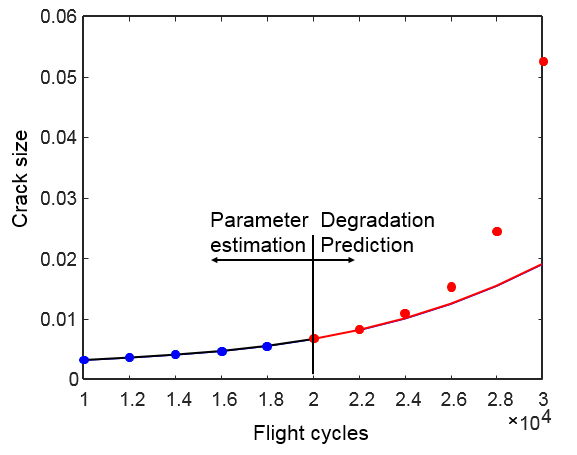 0.06
0.05
0.04
0.03
0.02
0.01
0
Crack size
Parameter
estimation
Degradation
Prediction
1 1.2 1.4 1.6 1.8 2 2.2 2.4 2.6 2.8 3
×10⁴
Flight cycles